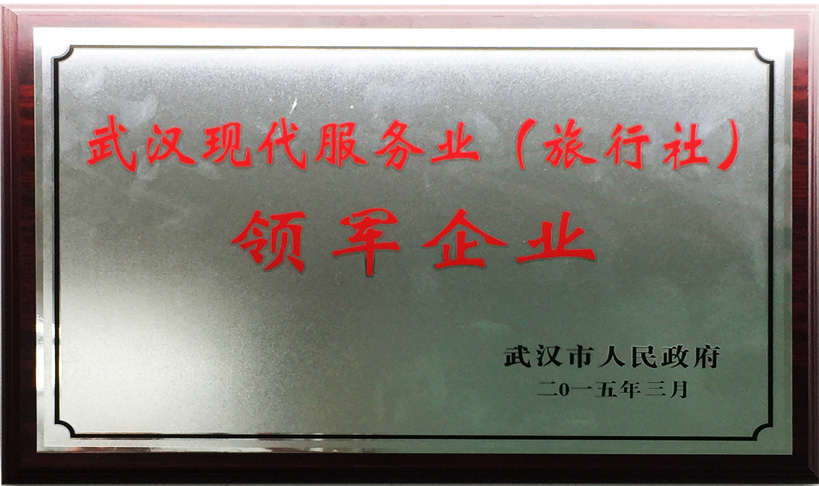 武汉现代服务业（旅行社）
领军企业
武汉市人民政府
二0一五年三月